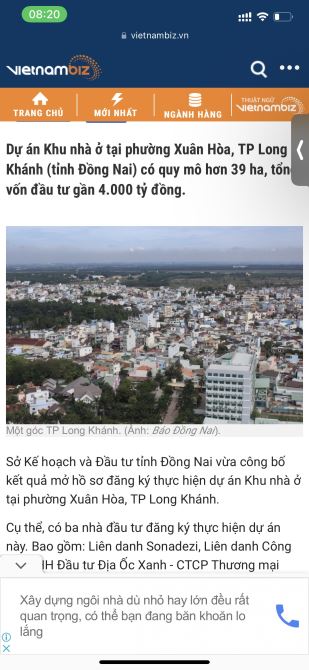 08:20
vietnambiz.vn
vietnambiz
TRANG CHỦ
MỚI NHẤT
NGÂN HÀNG
THUẬT NGỮ
vietnambiz
Dự án Khu nhà ở tại phường Xuân Hòa, TP Long
Khánh (tỉnh Đồng Nai) có quy mô hơn 39 ha, tổng
vốn đầu tư gần 4.000 tỷ đồng.
Một góc TP Long Khánh. (Ảnh: Báo Đồng Nai).
Sở Kế hoạch và Đầu tư tỉnh Đồng Nai vừa công bố
kết quả mở hồ sơ đăng ký thực hiện dự án Khu nhà ở
tại phường Xuân Hòa, TP Long Khánh.
Cụ thể, có ba nhà đầu tư đăng ký thực hiện dự án
này. Bao gồm: Liên danh Sonadezi, Liên danh Công
Đầu tư Địa Ốc Xanh - CTCP Thương mại
Xây dựng ngôi nhà dù nhỏ hay lớn đều rất
quan trọng, có thể bạn đang băn khoăn lo
lắng